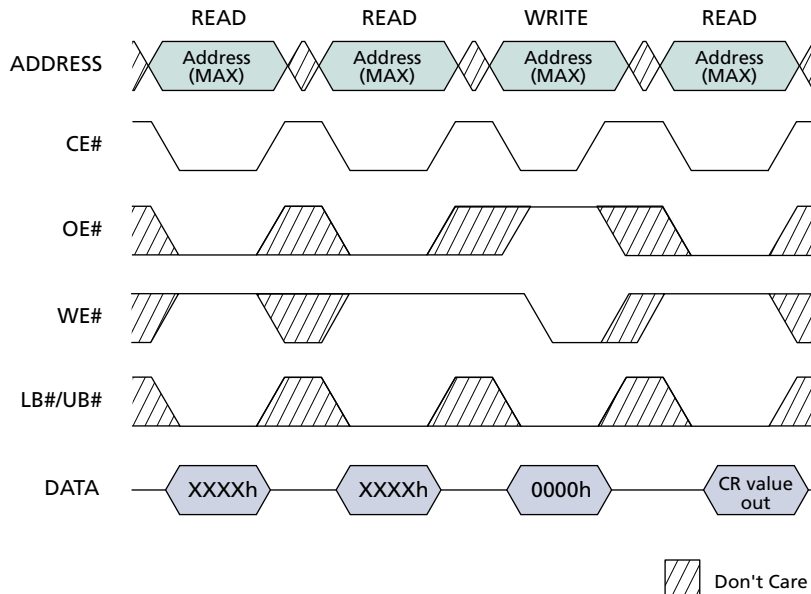 READ READ WRITE READ
ADDRESS
Address
(MAX)
Address
(MAX)
Address
(MAX)
Address
(MAX)
CE#
OE#
WE#
LB#/UB#
DATA
XXXXh
XXXXh
0000h
CR value
out
Don't Care